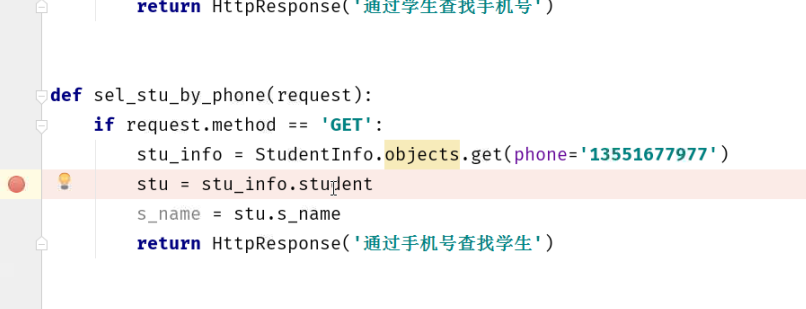 return HttpResponse('通过学生查找手机号')
def sel_stu_by_phone(request):
if request.method == 'GET':
stu_info = StudentInfo.objects.get(phone='13551677977')
stu = stu_info.student
s_name = stu.s_name
return HttpResponse('通过手机号查找学生')